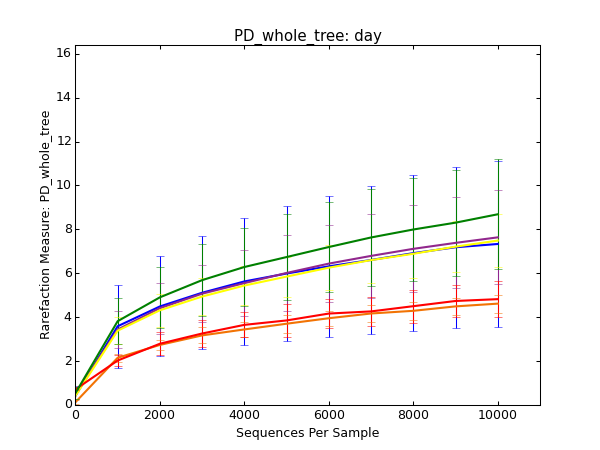 PD_whole_tree: day
16
14
12
10
8
6
4
2
0
Rarefaction Measure: PD_whole_tree
0 2000 4000 6000 8000 10000
Sequences Per Sample